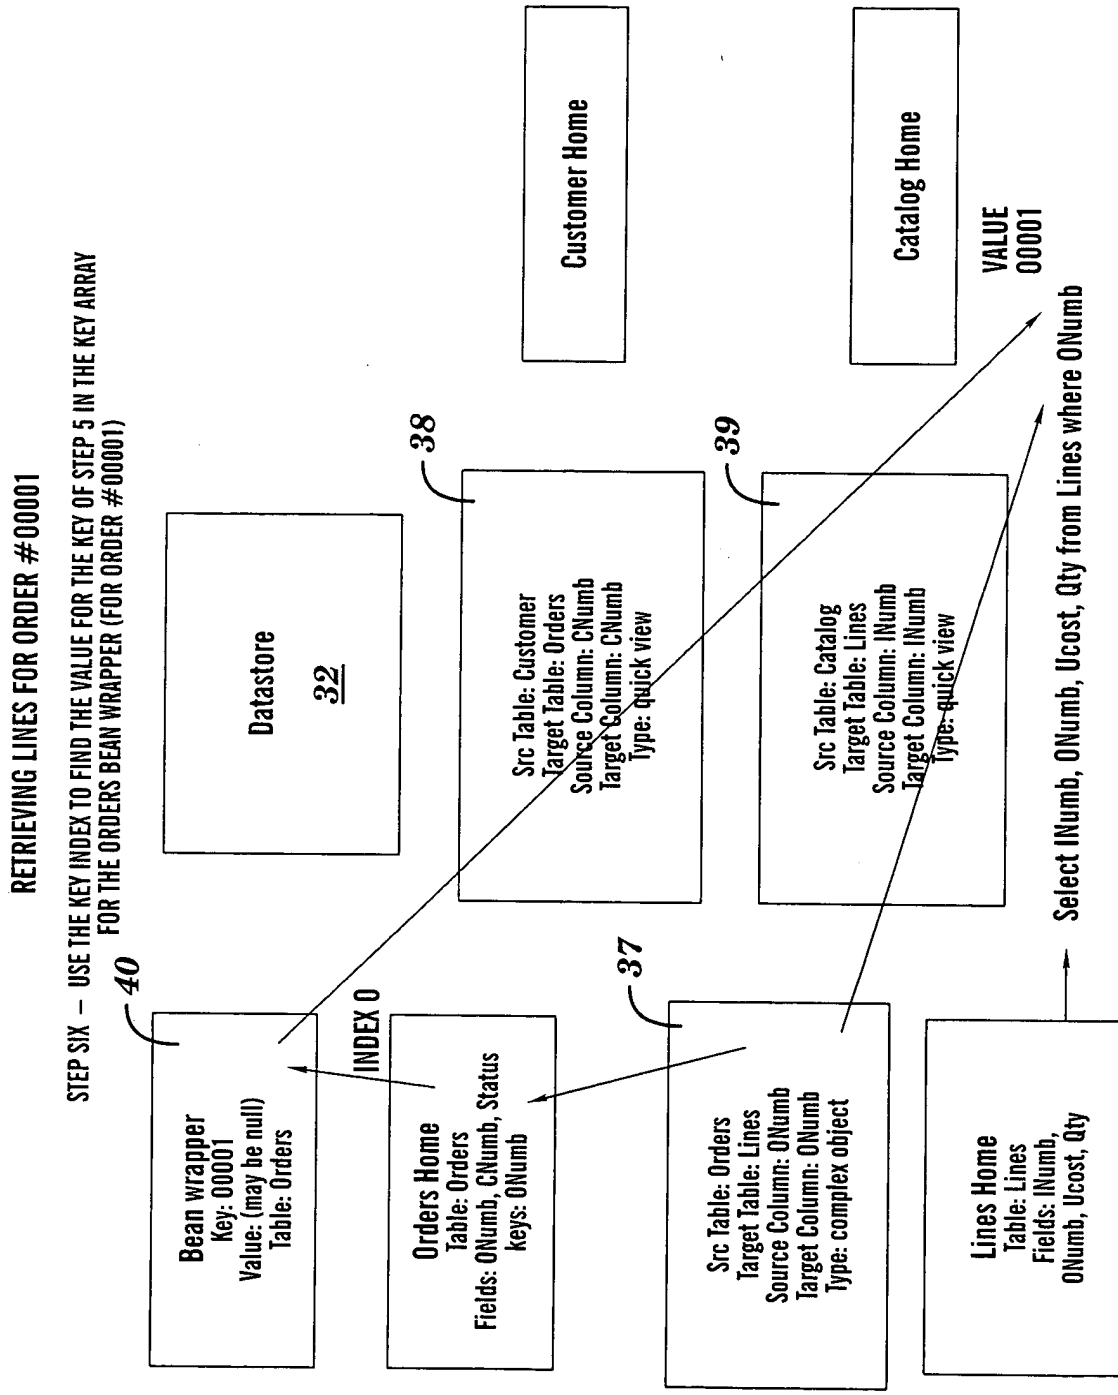 RETRIEVING LINES FOR ORDER #00001
STEP SIX – USE THE KEY INDEX TO FIND THE VALUE FOR THE KEY OF STEP 5 IN THE KEY ARRAY
FOR THE ORDERS BEAN WRAPPER (FOR ORDER #00001)
40
Bean wrapper
Key: 00001
Value: (may be null)
Table: Orders
INDEX 0
Orders Home
Table: Orders
Fields: ONumb, CNumb, Status
keys: ONumb
37
Src Table: Orders
Target Table: Lines
Source Column: ONumb
Target Column: ONumb
Type: complex object
Lines Home
Table: Lines
Fields: INumb,
ONumb, Ucost, Qty
Datastore
32
38
Src Table: Customer
Target Table: Orders
Source Column: CNumb
Target Column: CNumb
Type: quick view
39
Src Table: Catalog
Target Table: Lines
Source Column: INumb
Target Column: INumb
Type: quick view
Customer Home
Catalog Home
VALUE
00001
Select INumb, ONumb, Ucost, Qty from Lines where ONumb